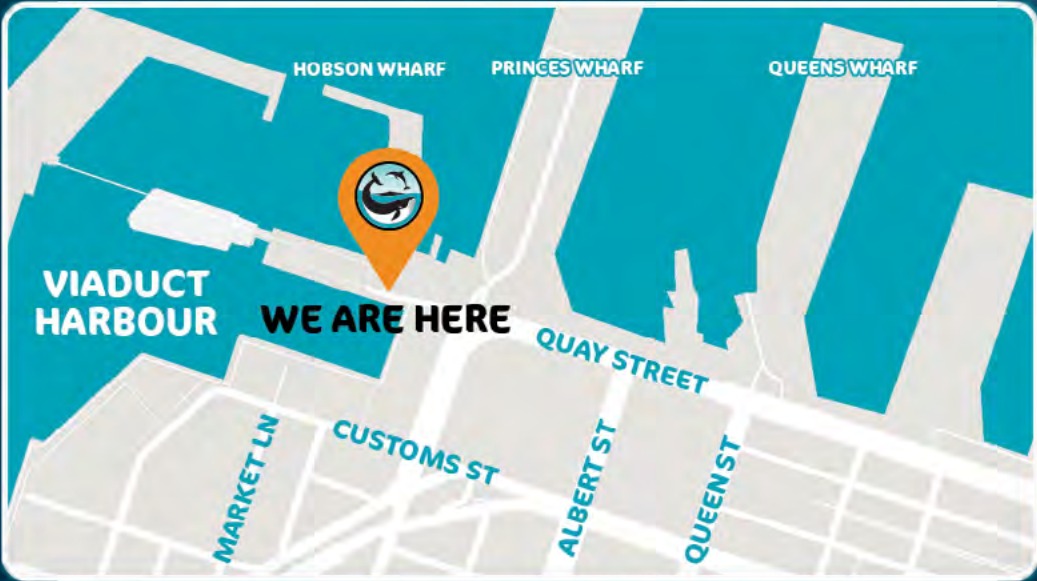 HOBSON WHARF
PRINCES WHARF
QUEENS WHARF
VIADUCT
HARBOUR
WE ARE HERE
QUAY STREET
CUSTOMS ST
MARKET LN
ALBERT ST
QUEEN ST